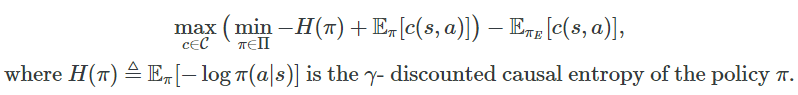 max_{c∈𝒞} ( min_{π∈Π} −H(π) + 𝔼_π[c(s, a)]) − 𝔼_{π_E}[c(s, a)],
where H(π) ≜ 𝔼_π[− log π(a|s)] is the γ- discounted causal entropy of the policy π.